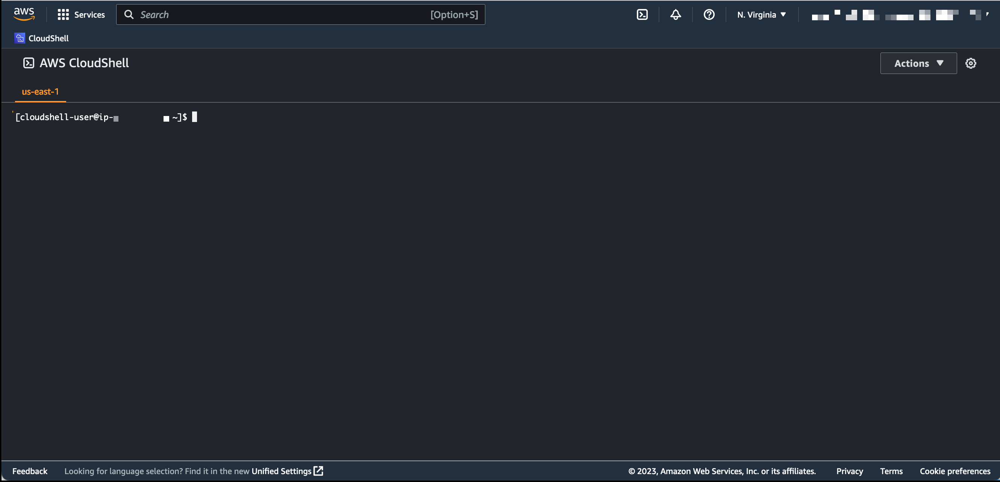 aws Services Search [Option+S] N. Virginia
CloudShell
AWS CloudShell Actions
us-east-1
[cloudshell-user@ip- ~]$
Feedback Looking for language selection? Find it in the new Unified Settings © 2023, Amazon Web Services, Inc. or its affiliates. Privacy Terms Cookie preferences